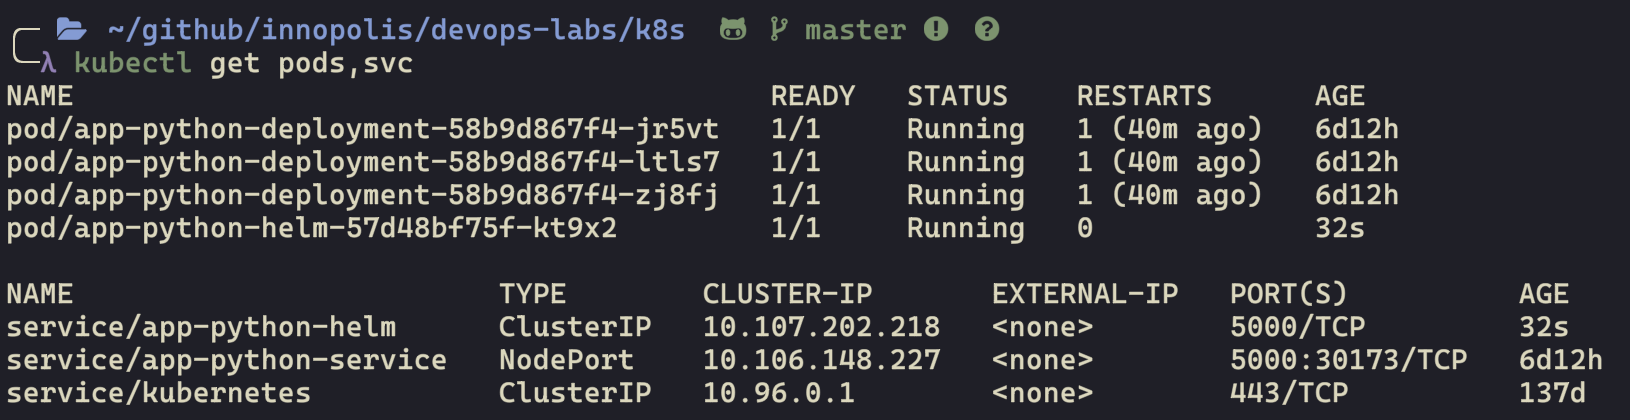 ~/github/innopolis/devops-labs/k8s master ! ?
λ kubectl get pods,svc
NAME READY STATUS RESTARTS AGE
pod/app-python-deployment-58b9d867f4-jr5vt 1/1 Running 1 (40m ago) 6d12h
pod/app-python-deployment-58b9d867f4-ltls7 1/1 Running 1 (40m ago) 6d12h
pod/app-python-deployment-58b9d867f4-zj8fj 1/1 Running 1 (40m ago) 6d12h
pod/app-python-helm-57d48bf75f-kt9x2 1/1 Running 0 32s
NAME TYPE CLUSTER-IP EXTERNAL-IP PORT(S) AGE
service/app-python-helm ClusterIP 10.107.202.218 <none> 5000/TCP 32s
service/app-python-service NodePort 10.106.148.227 <none> 5000:30173/TCP 6d12h
service/kubernetes ClusterIP 10.96.0.1 <none> 443/TCP 137d